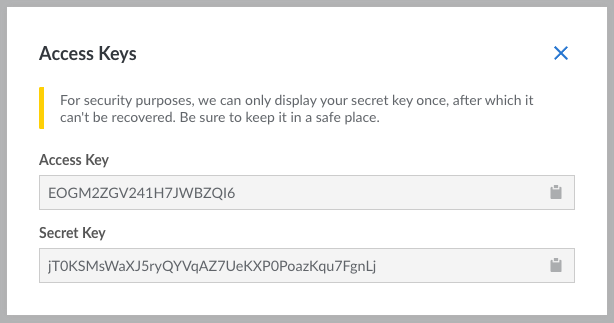 Access Keys
For security purposes, we can only display your secret key once, after which it
can't be recovered. Be sure to keep it in a safe place.
Access Key
EOGM2ZGV241H7JWBZQI6
Secret Key
jT0KSMsWaXJ5ryQYVqAZ7UeKXP0PoazKqu7FgnLj